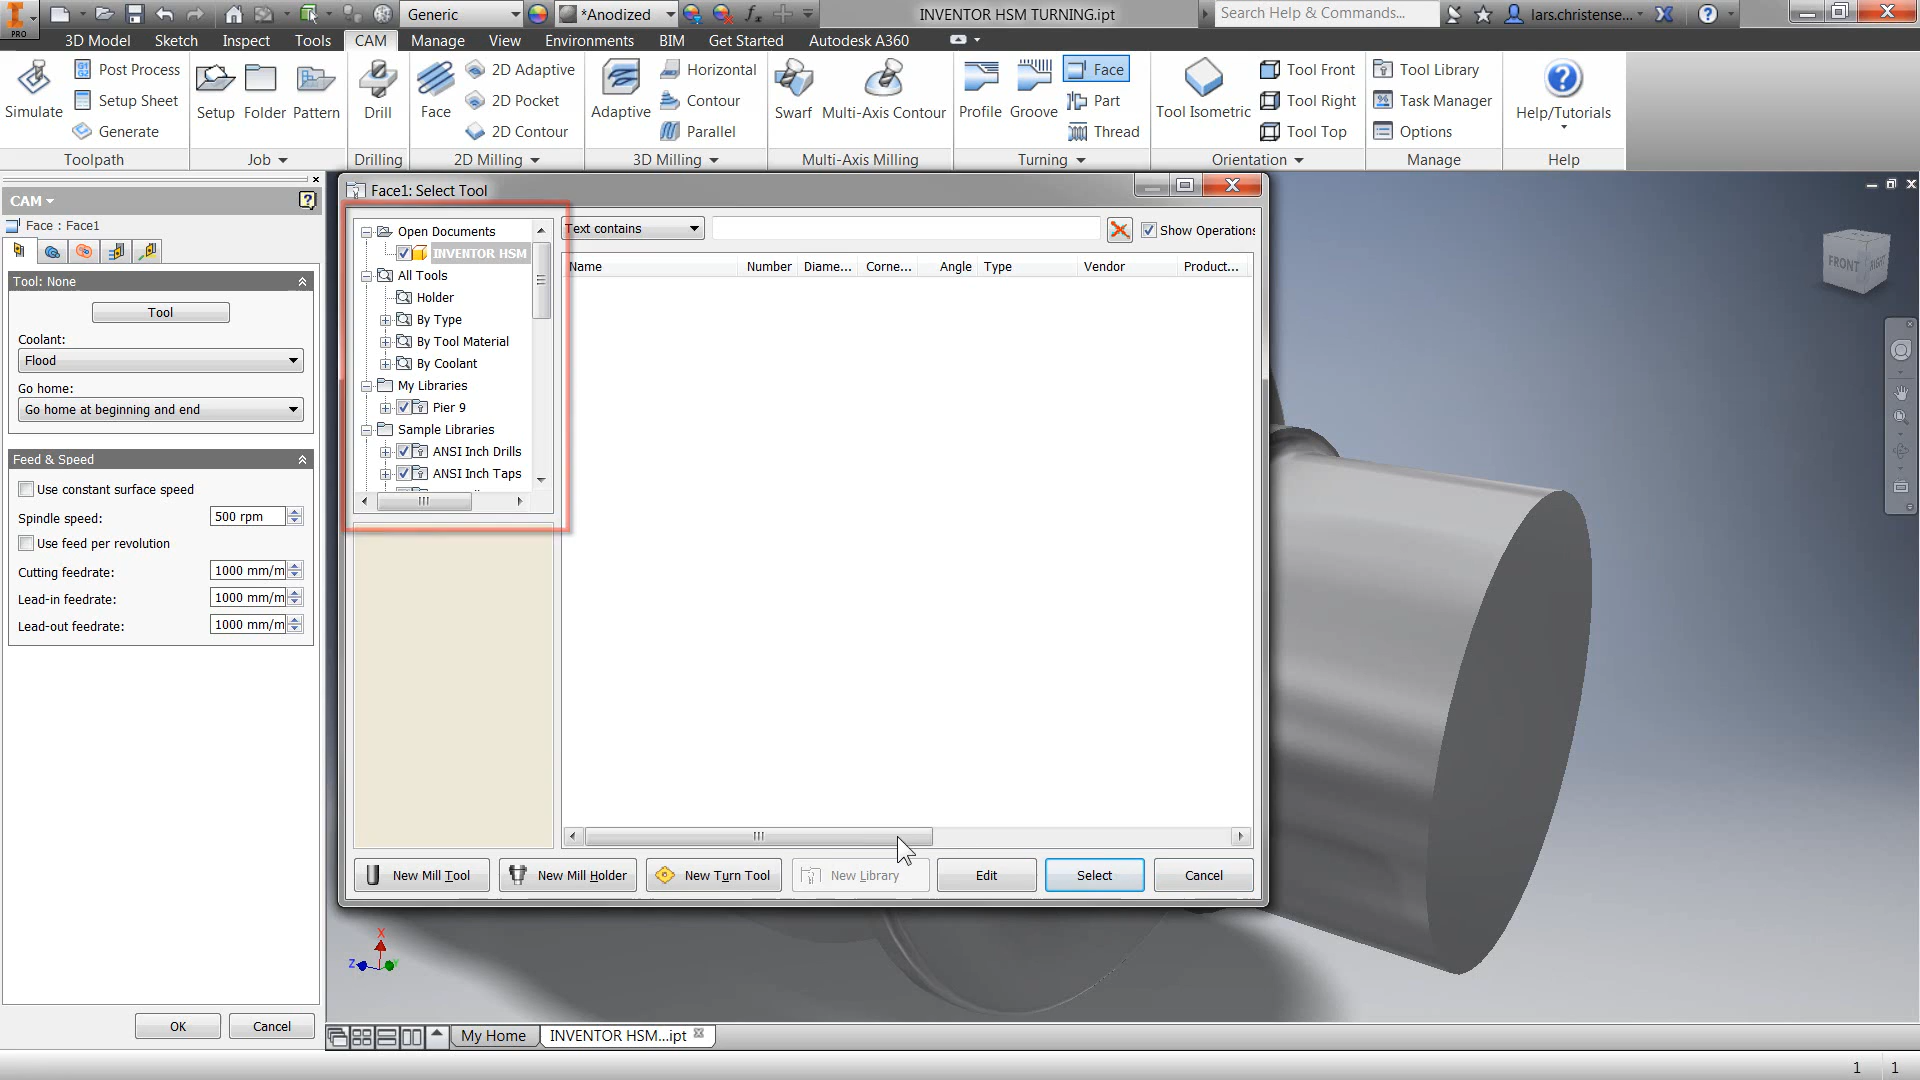 PRO
Generic
*Anodized
INVENTOR HSM TURNING.ipt
Search Help & Commands...
lars.christense...
3D Model
Sketch
Inspect
Tools
CAM
Manage
View
Environments
BIM
Get Started
Autodesk A360
Simulate
Post Process
Setup Sheet
Generate
Toolpath
Setup
Folder
Pattern
Job
Drill
Drilling
Face
2D Adaptive
2D Pocket
2D Contour
2D Milling
Adaptive
Horizontal
Contour
Parallel
3D Milling
Swarf
Multi-Axis Contour
Multi-Axis Milling
Profile
Groove
Face
Part
Thread
Turning
Tool Isometric
Tool Front
Tool Right
Tool Top
Orientation
Tool Library
Task Manager
Options
Manage
Help/Tutorials
Help
CAM
Face : Face1
Tool: None
Tool
Coolant:
Flood
Go home:
Go home at beginning and end
Feed & Speed
Use constant surface speed
Spindle speed:
500 rpm
Use feed per revolution
Cutting feedrate:
1000 mm/m
Lead-in feedrate:
1000 mm/m
Lead-out feedrate:
1000 mm/m
OK
Cancel
Face1: Select Tool
Open Documents
INVENTOR HSM
All Tools
Holder
By Type
By Tool Material
By Coolant
My Libraries
Pier 9
Sample Libraries
ANSI Inch Drills
ANSI Inch Taps
Text contains
Show Operations
Name
Number
Diame...
Corne...
Angle
Type
Vendor
Product...
New Mill Tool
New Mill Holder
New Turn Tool
New Library
Edit
Select
Cancel
FRONT
RIGHT
X
Z
Y
My Home
INVENTOR HSM...ipt
1
1